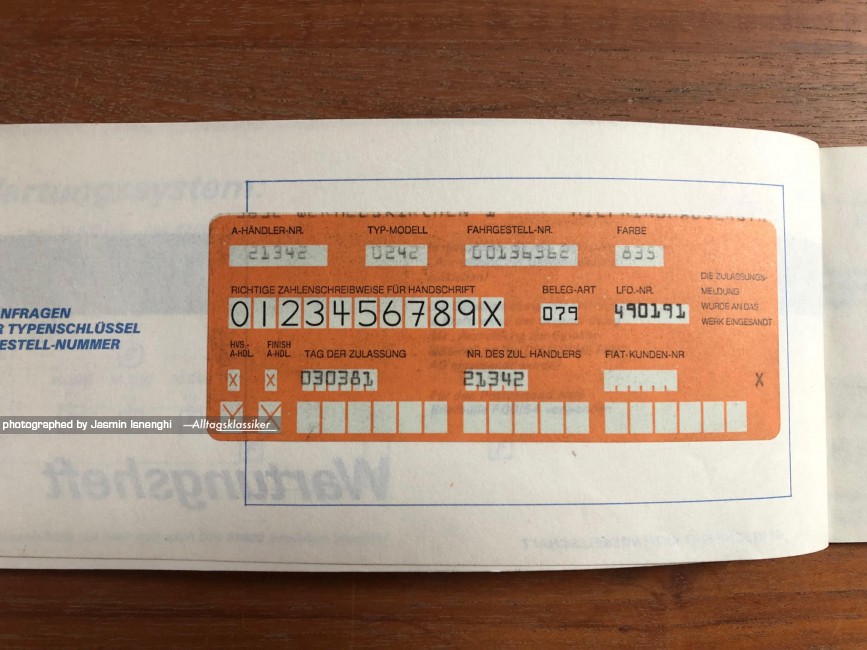 A-HÄNDLER-NR. TYP-MODELL FAHRGESTELL-NR. FARBE
21342 0242 00136362 835
RICHTIGE ZAHLENSCHREIBWEISE FÜR HANDSCHRIFT BELEG-ART LFD.-NR.
0123456789X 079 490191
DIE ZULASSUNGS-
MELDUNG
WURDE AN DAS
WERK EINGESANDT
NFRAGEN
R TYPENSCHLÜSSEL
ESTELL-NUMMER
HVS.- FINISH
A-HDL. A-HDL. TAG DER ZULASSUNG NR. DES ZUL. HÄNDLERS FIAT-KUNDEN-NR
X X 030381 21342 X
photographed by Jasmin Isnenghi —Alltagsklassiker
Wartungssystem
Wartungsheft